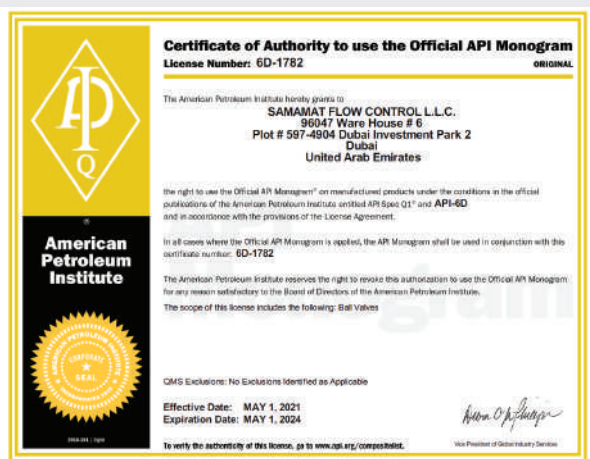 Certificate of Authority to use the Official API Monogram
License Number: 6D-1782
ORIGINAL
The American Petroleum Institute hereby grants to
SAMAMAT FLOW CONTROL L.L.C.
96047 Ware House # 6
Plot # 597-4904 Dubai Investment Park 2
Dubai
United Arab Emirates
the right to use the Official API Monogram® on manufactured products under the conditions in the official
publications of the American Petroleum Institute entitled API Spec Q1® and API-6D
and in accordance with the provisions of the License Agreement.
In all cases where the Official API Monogram is applied, the API Monogram shall be used in conjunction with this
certificate number: 6D-1782
The American Petroleum Institute reserves the right to revoke this authorization to use the Official API Monogram
for any reason satisfactory to the Board of Directors of the American Petroleum Institute.
The scope of this license includes the following: Ball Valves
QMS Exclusions: No Exclusions Identified as Applicable
Effective Date: MAY 1, 2021
Expiration Date: MAY 1, 2024
To verify the authenticity of this license, go to www.api.org/compositelist.
Vice President of Global Industry Services
API
Q
®
American
Petroleum
Institute
AMERICAN PETROLEUM INSTITUTE
CORPORATE
SEAL